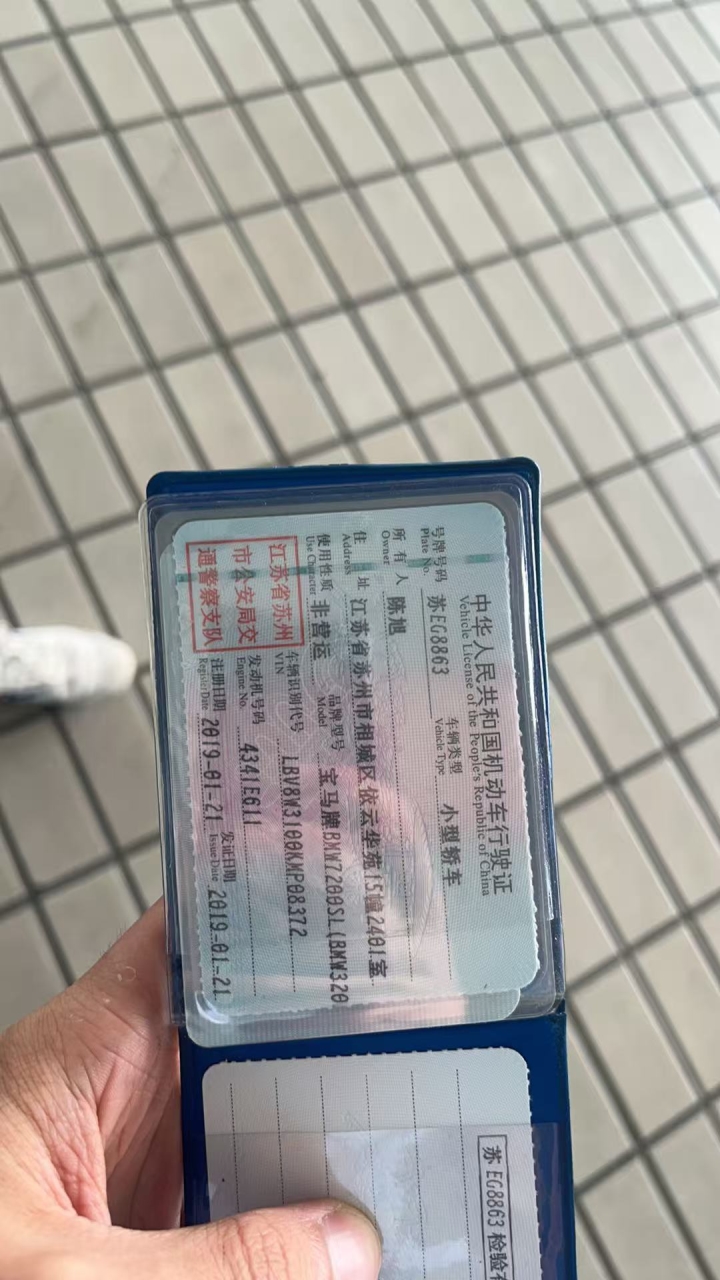 中华人民共和国机动车行驶证
Vehicle License of the People's Republic of China
号牌号码 苏EG8863 车辆类型 小型轿车
Plate No. Vehicle Type
所有人 陈旭
Owner
住址 江苏省苏州市相城区依云华苑15幢2401室
Address
使用性质 非营运 品牌型号 宝马牌BMW7200SL(BMW320
Use Character Model
江苏省苏州
市公安局交
通警察支队
车辆识别代号 LBV8W3100KMP08372
VIN
发动机号码 4341E611
Engine No.
注册日期 2019-01-21 发证日期 2019-01-21
Register Date Issue Date
苏EG8863 检验